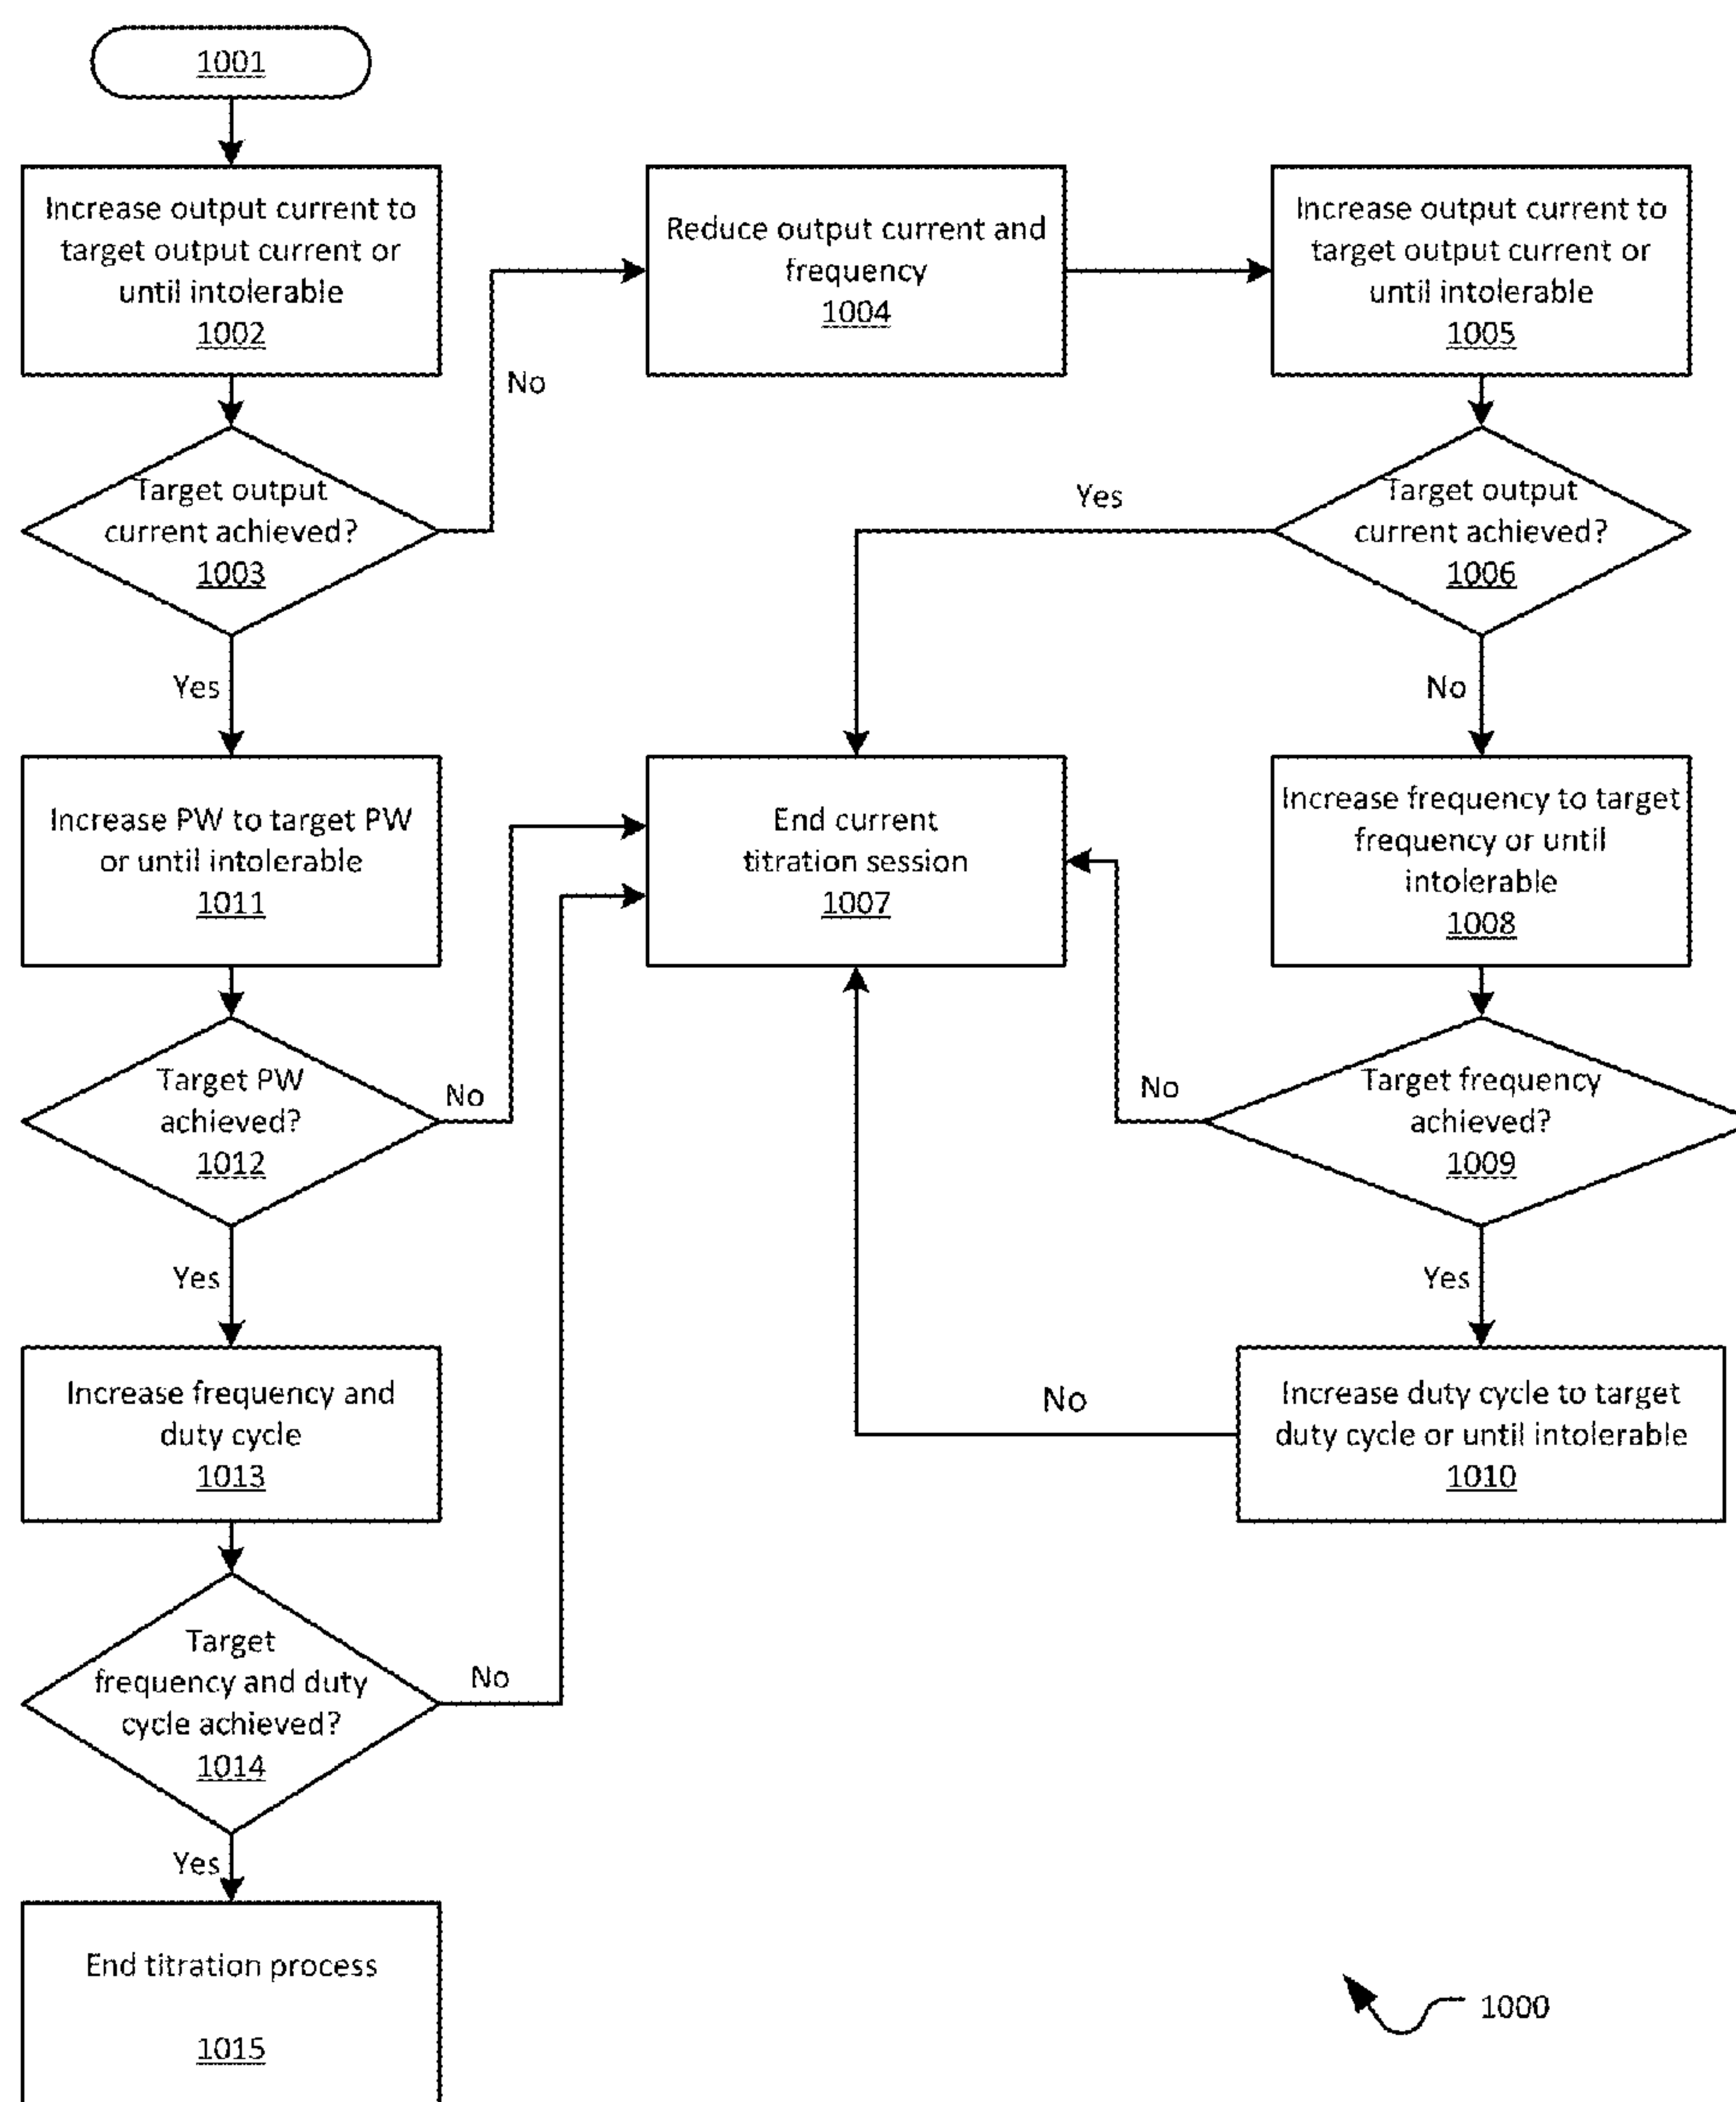 1001
Increase output current to
target output current or
until intolerable
1002
Target output
current achieved?
1003
No
Reduce output current and
frequency
1004
Increase output current to
target output current or
until intolerable
1005
Target output
current achieved?
1006
Yes
No
Yes
Increase PW to target PW
or until intolerable
1011
End current
titration session
1007
Increase frequency to target
frequency or until
intolerable
1008
Target PW
achieved?
1012
No
Target frequency
achieved?
1009
No
Yes
Yes
Increase frequency and
duty cycle
1013
Increase duty cycle to target
duty cycle or until intolerable
1010
No
Target
frequency and duty
cycle achieved?
1014
No
Yes
End titration process
1015
1000